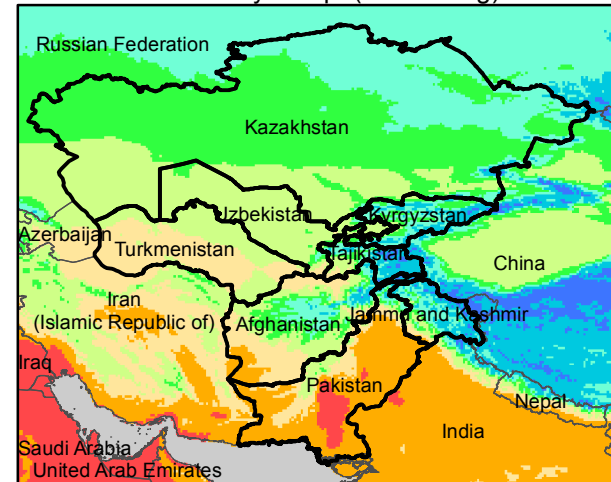 Russian Federation
Kazakhstan
Uzbekistan
Kyrgyzstan
Azerbaijan
Turkmenistan
Tajikistan
China
Iran
(Islamic Republic of)
Afghanistan
Jammu and Kashmir
Iraq
Pakistan
Nepal
India
Saudi Arabia
United Arab Emirates